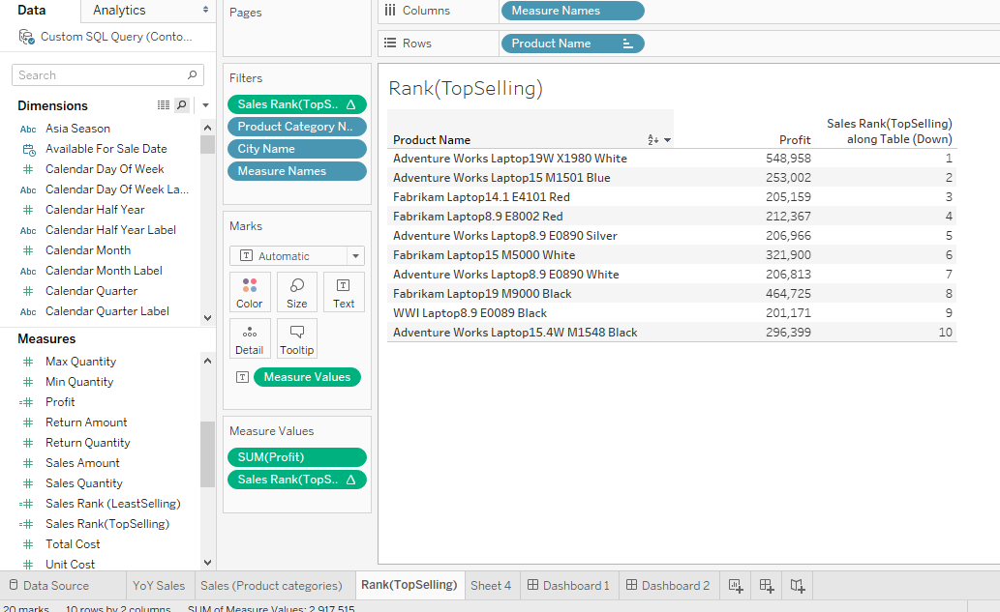 Data
Analytics
Custom SQL Query (Conto...
Search
Dimensions
Abc Asia Season
Available For Sale Date
# Calendar Day Of Week
Abc Calendar Day Of Week La...
# Calendar Half Year
Abc Calendar Half Year Label
# Calendar Month
Abc Calendar Month Label
# Calendar Quarter
Abc Calendar Quarter Label
Measures
# Max Quantity
# Min Quantity
=# Profit
# Return Amount
# Return Quantity
# Sales Amount
# Sales Quantity
=# Sales Rank (LeastSelling)
=# Sales Rank(TopSelling)
# Total Cost
# Unit Cost
Pages
Filters
Sales Rank(TopS.. Δ
Product Category N..
City Name
Measure Names
Marks
T Automatic
Color
Size
T
Text
Detail
Tooltip
T Measure Values
Measure Values
SUM(Profit)
Sales Rank(TopS.. Δ
Columns Measure Names
Rows Product Name
Rank(TopSelling)
Sales Rank(TopSelling)
Product Name Profit along Table (Down)
Adventure Works Laptop19W X1980 White 548,958 1
Adventure Works Laptop15 M1501 Blue 253,002 2
Fabrikam Laptop14.1 E4101 Red 205,159 3
Fabrikam Laptop8.9 E8002 Red 212,367 4
Adventure Works Laptop8.9 E0890 Silver 206,966 5
Fabrikam Laptop15 M5000 White 321,900 6
Adventure Works Laptop8.9 E0890 White 206,813 7
Fabrikam Laptop19 M9000 Black 464,725 8
WWI Laptop8.9 E0089 Black 201,171 9
Adventure Works Laptop15.4W M1548 Black 296,399 10
Data Source YoY Sales Sales (Product categories) Rank(TopSelling) Sheet 4 Dashboard 1 Dashboard 2
20 marks 10 rows by 2 columns SUM of Measure Values: 2,917,515